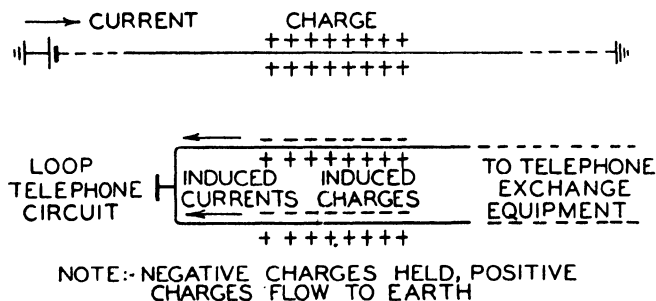 CURRENT CHARGE
+ + + + + + + +
+ + + + + + + +
LOOP
TELEPHONE
CIRCUIT
− − − − − − − −
+ + + + + + + +
INDUCED INDUCED
CURRENTS CHARGES
− − − − − − − −
+ + + + + + + +
TO TELEPHONE
EXCHANGE
EQUIPMENT
NOTE:- NEGATIVE CHARGES HELD, POSITIVE
CHARGES FLOW TO EARTH